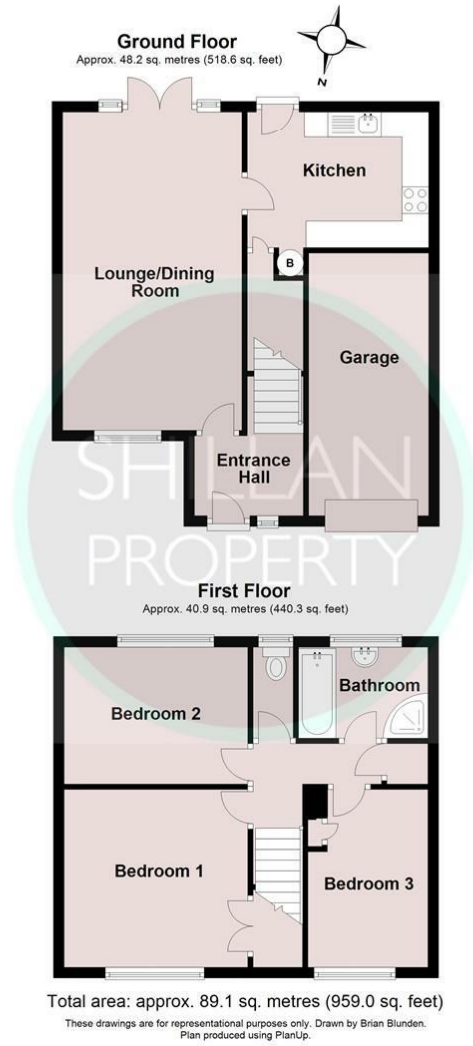 Ground Floor
Approx. 48.2 sq. metres (518.6 sq. feet)
N
Kitchen
Lounge/Dining
Room
B
Garage
Entrance
Hall
SHILLAN
PROPERTY
First Floor
Approx. 40.9 sq. metres (440.3 sq. feet)
Bathroom
Bedroom 2
Bedroom 1
Bedroom 3
Total area: approx. 89.1 sq. metres (959.0 sq. feet)
These drawings are for representational purposes only. Drawn by Brian Blunden.
Plan produced using PlanUp.